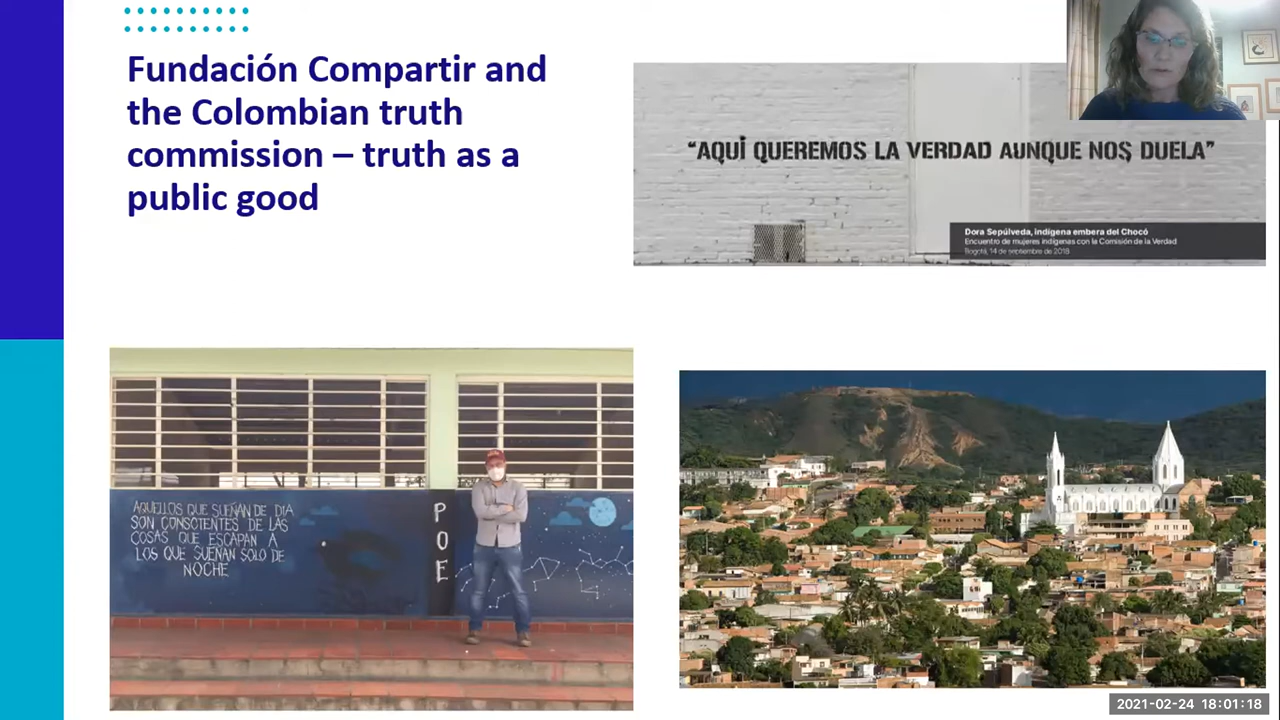 Fundación Compartir and
the Colombian truth
commission – truth as a
public good
“AQUÍ QUEREMOS LA VERDAD AUNQUE NOS DUELA”
Dora Sepúlveda, indígena embera del Chocó
Encuentro de mujeres indígenas con la Comisión de la Verdad
Bogotá, 14 de septiembre de 2018
AQUELLOS QUE SUEÑAN DE DIA
SON CONSCIENTES DE LAS
COSAS QUE ESCAPAN A
LOS QUE SUEÑAN SOLO DE
NOCHE
POE
2021-02-24 18:01:18